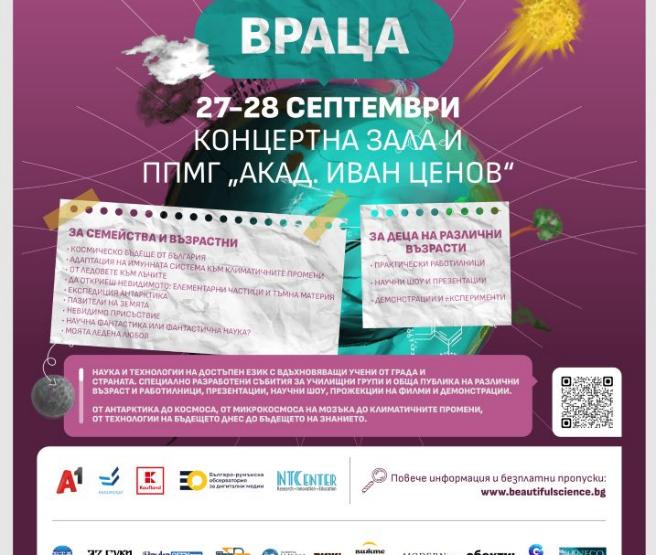 ВРАЦА
27–28 СЕПТЕМВРИ
КОНЦЕРТНА ЗАЛА И
ППМГ „АКАД. ИВАН ЦЕНОВ“
ЗА СЕМЕЙСТВА И ВЪЗРАСТНИ
• КОСМИЧЕСКО БЪДЕЩЕ ОТ БЪЛГАРИЯ
• АДАПТАЦИЯ НА ИМУННАТА СИСТЕМА КЪМ КЛИМАТИЧНИТЕ ПРОМЕНИ
• ОТ ЛЕДОВЕТЕ КЪМ ЛЪЧИТЕ
• ДА ОТКРИЕШ НЕВИДИМОТО: ЕЛЕМЕНТАРНИ ЧАСТИЦИ И ТЪМНА МАТЕРИЯ
• ЕКСПЕДИЦИЯ АНТАРКТИКА
• ПАЗИТЕЛИ НА ЗЕМЯТА
• НЕВИДИМО ПРИСЪСТВИЕ
• НАУЧНА ФАНТАСТИКА ИЛИ ФАНТАСТИЧНА НАУКА?
• МОЯТА ЛЕДЕНА ЛЮБОВ
ЗА ДЕЦА НА РАЗЛИЧНИ
ВЪЗРАСТИ
• ПРАКТИЧЕСКИ РАБОТИЛНИЦИ
• НАУЧНИ ШОУ И ПРЕЗЕНТАЦИИ
• ДЕМОНСТРАЦИИ И ЕКСПЕРИМЕНТИ
НАУКА И ТЕХНОЛОГИИ НА ДОСТЪПЕН ЕЗИК С ВДЪХНОВЯВАЩИ УЧЕНИ ОТ ГРАДА И
СТРАНАТА. СПЕЦИАЛНО РАЗРАБОТЕНИ СЪБИТИЯ ЗА УЧИЛИЩНИ ГРУПИ И ОБЩА ПУБЛИКА НА РАЗЛИЧНИ
ВЪЗРАСТ И РАБОТИЛНИЦИ, ПРЕЗЕНТАЦИИ, НАУЧНИ ШОУ, ПРОЖЕКЦИИ НА ФИЛМИ И ДЕМОНСТРАЦИИ.
ОТ АНТАРКТИКА ДО КОСМОСА, ОТ МИКРОКОСМОСА НА МОЗЪКА ДО КЛИМАТИЧНИТЕ ПРОМЕНИ,
ОТ ТЕХНОЛОГИИ НА БЪДЕЩЕТО ДНЕС ДО БЪДЕЩЕТО НА ЗНАНИЕТО.
A1
Kaufland
Българо-румънска
обсерватория
за дигитални медии
NTCENTER
Research • Innovation • Education
Повече информация и безплатни пропуски:
www.beautifulscience.bg